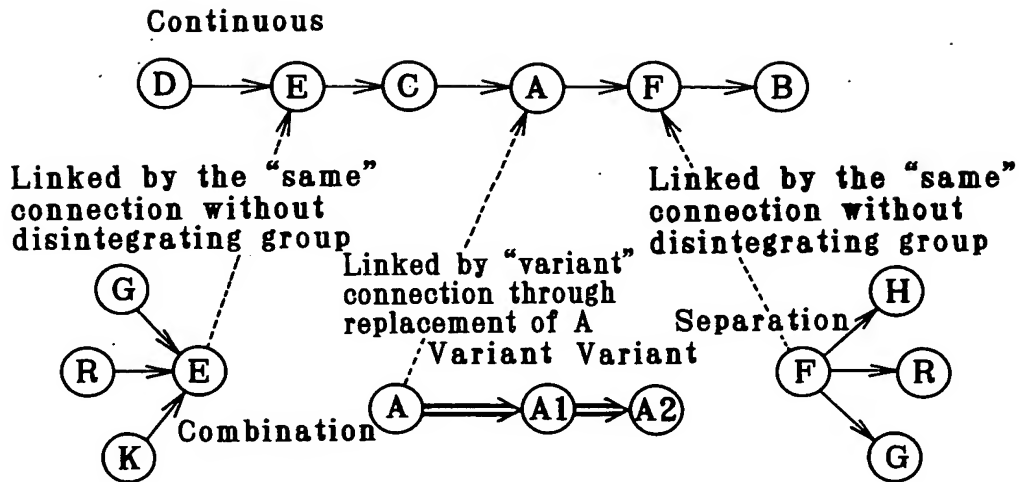 Continuous
D E C A F B
Linked by the “same”
connection without
disintegrating group
Linked by “variant”
connection through
replacement of A
Linked by the “same”
connection without
disintegrating group
G
R E
K
Combination
Variant Variant
A A1 A2
Separation
H
F R
G